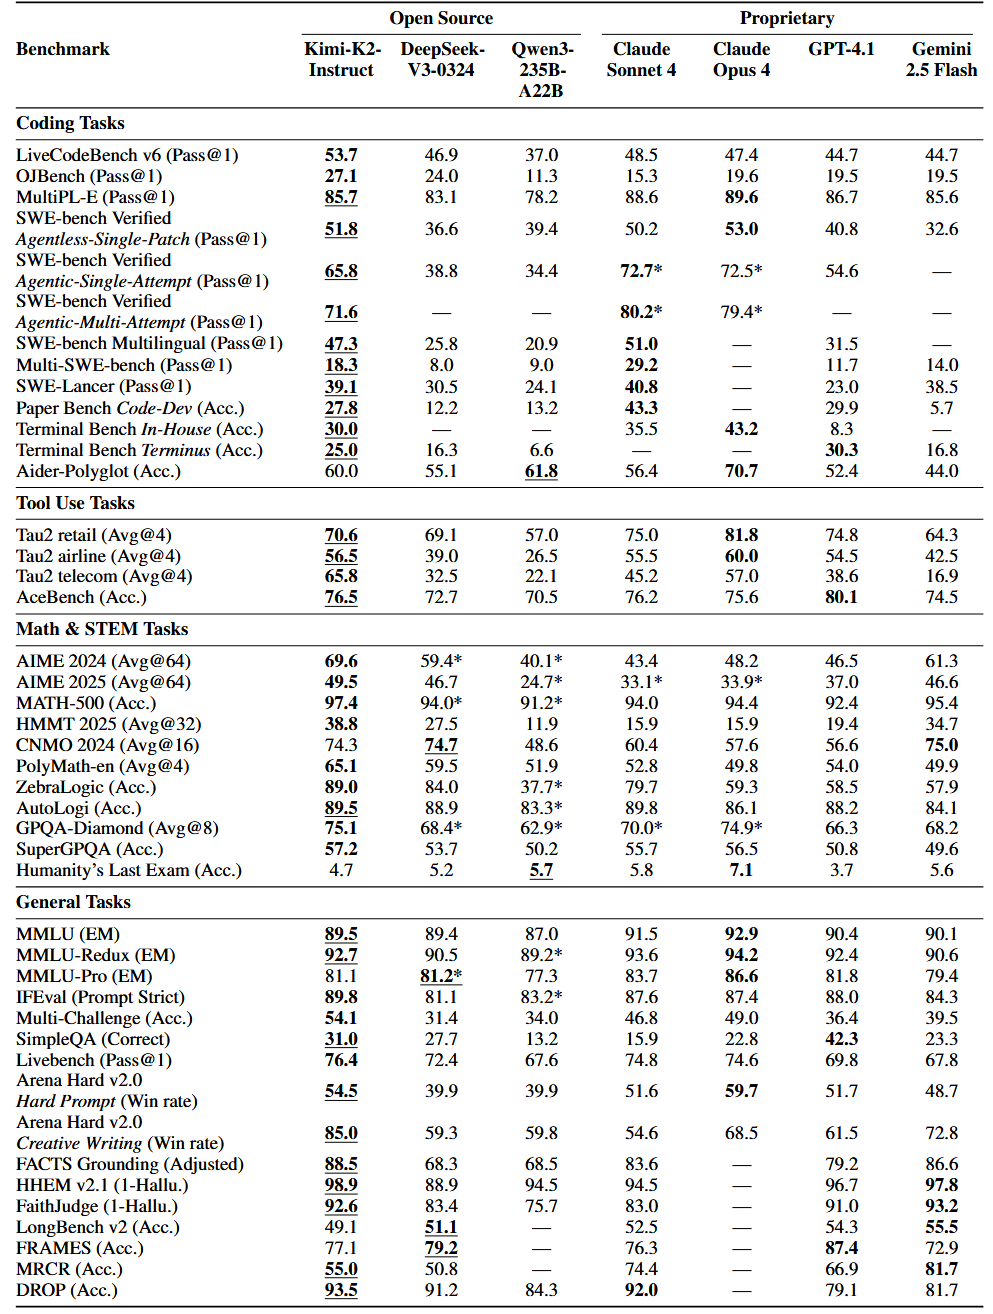 Open Source Proprietary
Benchmark Kimi-K2- DeepSeek- Qwen3- Claude Claude GPT-4.1 Gemini
Instruct V3-0324 235B- Sonnet 4 Opus 4 2.5 Flash
A22B
Coding Tasks
LiveCodeBench v6 (Pass@1) 53.7 46.9 37.0 48.5 47.4 44.7 44.7
OJBench (Pass@1) 27.1 24.0 11.3 15.3 19.6 19.5 19.5
MultiPL-E (Pass@1) 85.7 83.1 78.2 88.6 89.6 86.7 85.6
SWE-bench Verified
Agentless-Single-Patch (Pass@1) 51.8 36.6 39.4 50.2 53.0 40.8 32.6
SWE-bench Verified
Agentic-Single-Attempt (Pass@1) 65.8 38.8 34.4 72.7* 72.5* 54.6 —
SWE-bench Verified
Agentic-Multi-Attempt (Pass@1) 71.6 — — 80.2* 79.4* — —
SWE-bench Multilingual (Pass@1) 47.3 25.8 20.9 51.0 — 31.5 —
Multi-SWE-bench (Pass@1) 18.3 8.0 9.0 29.2 — 11.7 14.0
SWE-Lancer (Pass@1) 39.1 30.5 24.1 40.8 — 23.0 38.5
Paper Bench Code-Dev (Acc.) 27.8 12.2 13.2 43.3 — 29.9 5.7
Terminal Bench In-House (Acc.) 30.0 — — 35.5 43.2 8.3 —
Terminal Bench Terminus (Acc.) 25.0 16.3 6.6 — — 30.3 16.8
Aider-Polyglot (Acc.) 60.0 55.1 61.8 56.4 70.7 52.4 44.0
Tool Use Tasks
Tau2 retail (Avg@4) 70.6 69.1 57.0 75.0 81.8 74.8 64.3
Tau2 airline (Avg@4) 56.5 39.0 26.5 55.5 60.0 54.5 42.5
Tau2 telecom (Avg@4) 65.8 32.5 22.1 45.2 57.0 38.6 16.9
AceBench (Acc.) 76.5 72.7 70.5 76.2 75.6 80.1 74.5
Math & STEM Tasks
AIME 2024 (Avg@64) 69.6 59.4* 40.1* 43.4 48.2 46.5 61.3
AIME 2025 (Avg@64) 49.5 46.7 24.7* 33.1* 33.9* 37.0 46.6
MATH-500 (Acc.) 97.4 94.0* 91.2* 94.0 94.4 92.4 95.4
HMMT 2025 (Avg@32) 38.8 27.5 11.9 15.9 15.9 19.4 34.7
CNMO 2024 (Avg@16) 74.3 74.7 48.6 60.4 57.6 56.6 75.0
PolyMath-en (Avg@4) 65.1 59.5 51.9 52.8 49.8 54.0 49.9
ZebraLogic (Acc.) 89.0 84.0 37.7* 79.7 59.3 58.5 57.9
AutoLogi (Acc.) 89.5 88.9 83.3* 89.8 86.1 88.2 84.1
GPQA-Diamond (Avg@8) 75.1 68.4* 62.9* 70.0* 74.9* 66.3 68.2
SuperGPQA (Acc.) 57.2 53.7 50.2 55.7 56.5 50.8 49.6
Humanity's Last Exam (Acc.) 4.7 5.2 5.7 5.8 7.1 3.7 5.6
General Tasks
MMLU (EM) 89.5 89.4 87.0 91.5 92.9 90.4 90.1
MMLU-Redux (EM) 92.7 90.5 89.2* 93.6 94.2 92.4 90.6
MMLU-Pro (EM) 81.1 81.2* 77.3 83.7 86.6 81.8 79.4
IFEval (Prompt Strict) 89.8 81.1 83.2* 87.6 87.4 88.0 84.3
Multi-Challenge (Acc.) 54.1 31.4 34.0 46.8 49.0 36.4 39.5
SimpleQA (Correct) 31.0 27.7 13.2 15.9 22.8 42.3 23.3
Livebench (Pass@1) 76.4 72.4 67.6 74.8 74.6 69.8 67.8
Arena Hard v2.0
Hard Prompt (Win rate) 54.5 39.9 39.9 51.6 59.7 51.7 48.7
Arena Hard v2.0
Creative Writing (Win rate) 85.0 59.3 59.8 54.6 68.5 61.5 72.8
FACTS Grounding (Adjusted) 88.5 68.3 68.5 83.6 — 79.2 86.6
HHEM v2.1 (1-Hallu.) 98.9 88.9 94.5 94.5 — 96.7 97.8
FaithJudge (1-Hallu.) 92.6 83.4 75.7 83.0 — 91.0 93.2
LongBench v2 (Acc.) 49.1 51.1 — 52.5 — 54.3 55.5
FRAMES (Acc.) 77.1 79.2 — 76.3 — 87.4 72.9
MRCR (Acc.) 55.0 50.8 — 74.4 — 66.9 81.7
DROP (Acc.) 93.5 91.2 84.3 92.0 — 79.1 81.7